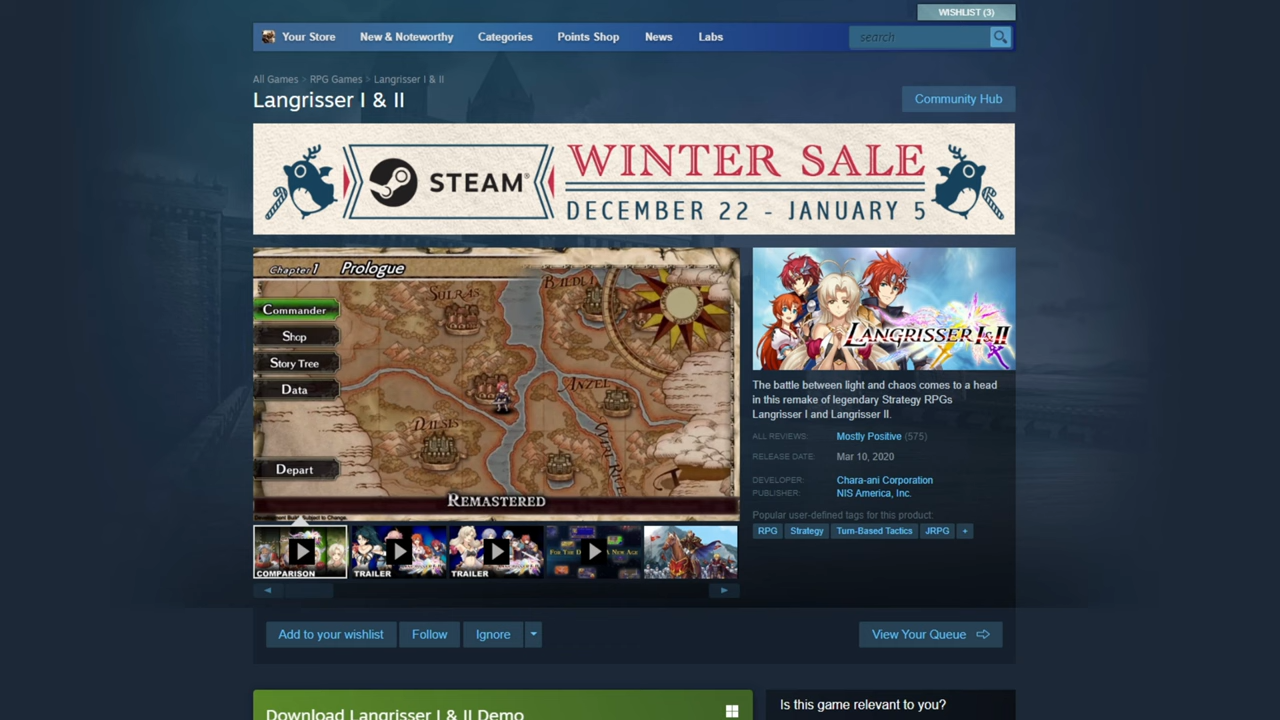 WISHLIST (3)
Your Store New & Noteworthy Categories Points Shop News Labs search
All Games > RPG Games > Langrisser I & II
Langrisser I & II
Community Hub
STEAM®
WINTER SALE
DECEMBER 22 - JANUARY 5
Chapter 1 Prologue
Commander
Shop
Story Tree
Data
Depart
SULRAS
BALDUR
ANZEL
DALSIS
REMASTERED
Development Build. Subject to Change.
COMPARISON
TRAILER
TRAILER
LANGRISSER I & II
The battle between light and chaos comes to a head
in this remake of legendary Strategy RPGs
Langrisser I and Langrisser II.
ALL REVIEWS: Mostly Positive (575)
RELEASE DATE: Mar 10, 2020
DEVELOPER: Chara-ani Corporation
PUBLISHER: NIS America, Inc.
Popular user-defined tags for this product:
RPG Strategy Turn-Based Tactics JRPG +
Add to your wishlist Follow Ignore
View Your Queue
Download Langrisser I & II Demo
Is this game relevant to you?